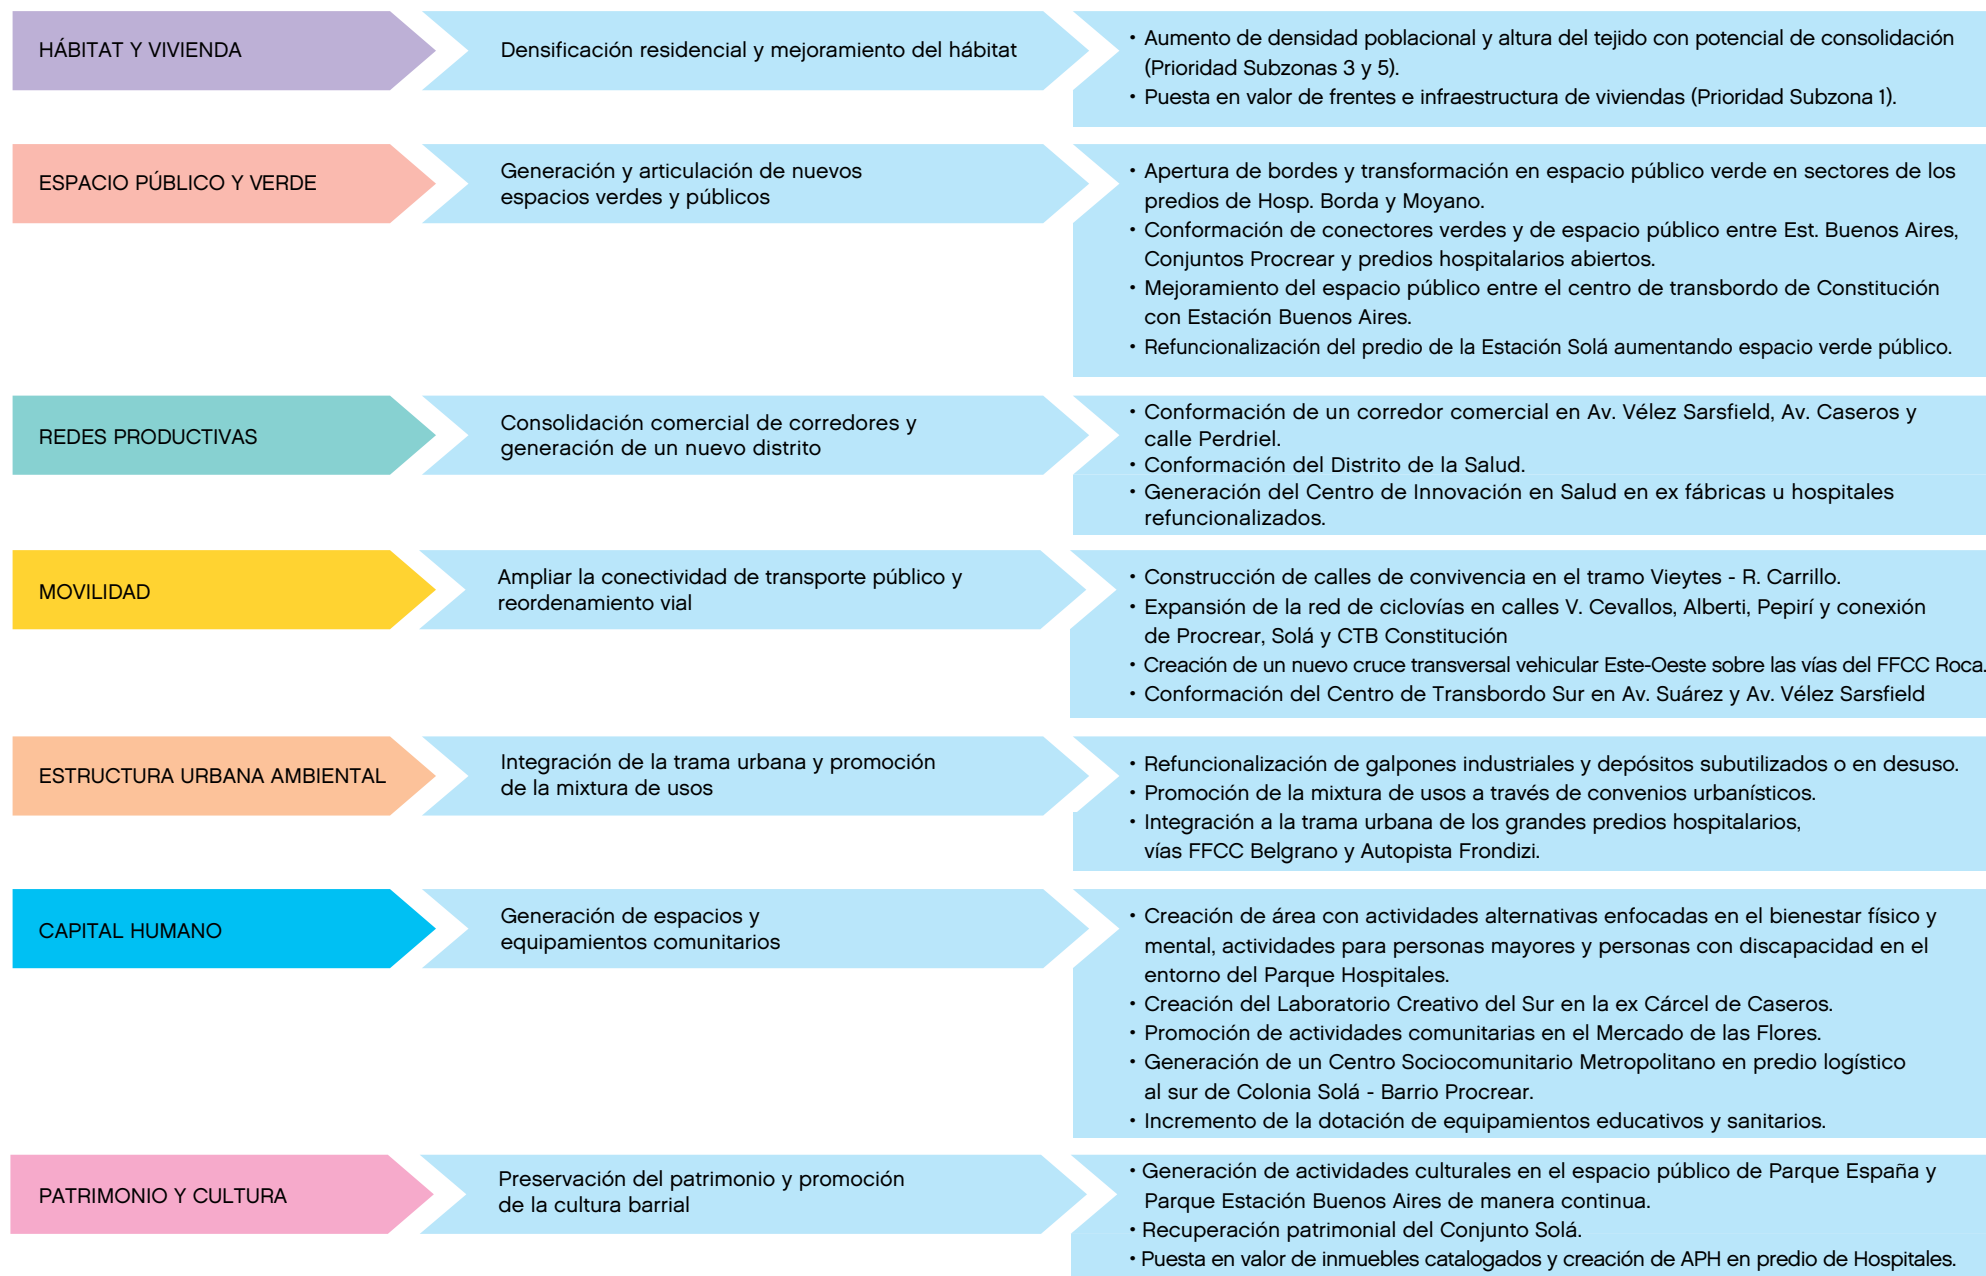 HÁBITAT Y VIVIENDA
Densificación residencial y mejoramiento del hábitat
• Aumento de densidad poblacional y altura del tejido con potencial de consolidación
(Prioridad Subzonas 3 y 5).
• Puesta en valor de frentes e infraestructura de viviendas (Prioridad Subzona 1).
ESPACIO PÚBLICO Y VERDE
Generación y articulación de nuevos
espacios verdes y públicos
• Apertura de bordes y transformación en espacio público verde en sectores de los
predios de Hosp. Borda y Moyano.
• Conformación de conectores verdes y de espacio público entre Est. Buenos Aires,
Conjuntos Procrear y predios hospitalarios abiertos.
• Mejoramiento del espacio público entre el centro de transbordo de Constitución
con Estación Buenos Aires.
• Refuncionalización del predio de la Estación Solá aumentando espacio verde público.
REDES PRODUCTIVAS
Consolidación comercial de corredores y
generación de un nuevo distrito
• Conformación de un corredor comercial en Av. Vélez Sarsfield, Av. Caseros y
calle Perdriel.
• Conformación del Distrito de la Salud.
• Generación del Centro de Innovación en Salud en ex fábricas u hospitales
refuncionalizados.
MOVILIDAD
Ampliar la conectividad de transporte público y
reordenamiento vial
• Construcción de calles de convivencia en el tramo Vieytes - R. Carrillo.
• Expansión de la red de ciclovías en calles V. Cevallos, Alberti, Pepirí y conexión
de Procrear, Solá y CTB Constitución
• Creación de un nuevo cruce transversal vehicular Este-Oeste sobre las vías del FFCC Roca.
• Conformación del Centro de Transbordo Sur en Av. Suárez y Av. Vélez Sarsfield
ESTRUCTURA URBANA AMBIENTAL
Integración de la trama urbana y promoción
de la mixtura de usos
• Refuncionalización de galpones industriales y depósitos subutilizados o en desuso.
• Promoción de la mixtura de usos a través de convenios urbanísticos.
• Integración a la trama urbana de los grandes predios hospitalarios,
vías FFCC Belgrano y Autopista Frondizi.
CAPITAL HUMANO
Generación de espacios y
equipamientos comunitarios
• Creación de área con actividades alternativas enfocadas en el bienestar físico y
mental, actividades para personas mayores y personas con discapacidad en el
entorno del Parque Hospitales.
• Creación del Laboratorio Creativo del Sur en la ex Cárcel de Caseros.
• Promoción de actividades comunitarias en el Mercado de las Flores.
• Generación de un Centro Sociocomunitario Metropolitano en predio logístico
al sur de Colonia Solá - Barrio Procrear.
• Incremento de la dotación de equipamientos educativos y sanitarios.
PATRIMONIO Y CULTURA
Preservación del patrimonio y promoción
de la cultura barrial
• Generación de actividades culturales en el espacio público de Parque España y
Parque Estación Buenos Aires de manera continua.
• Recuperación patrimonial del Conjunto Solá.
• Puesta en valor de inmuebles catalogados y creación de APH en predio de Hospitales.